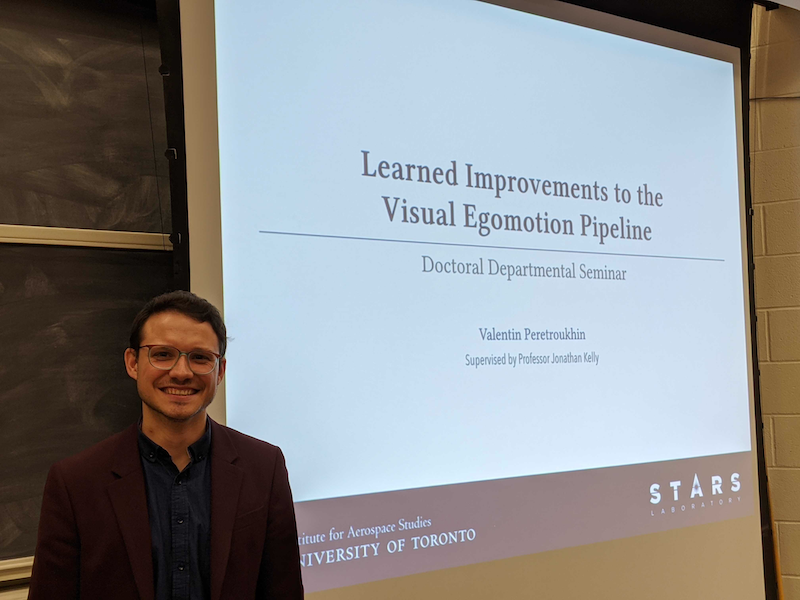 Learned Improvements to the
Visual Egomotion Pipeline
Doctoral Departmental Seminar
Valentin Peretroukhin
Supervised by Professor Jonathan Kelly
STARS
LABORATORY
titute for Aerospace Studies
NIVERSITY OF TORONTO